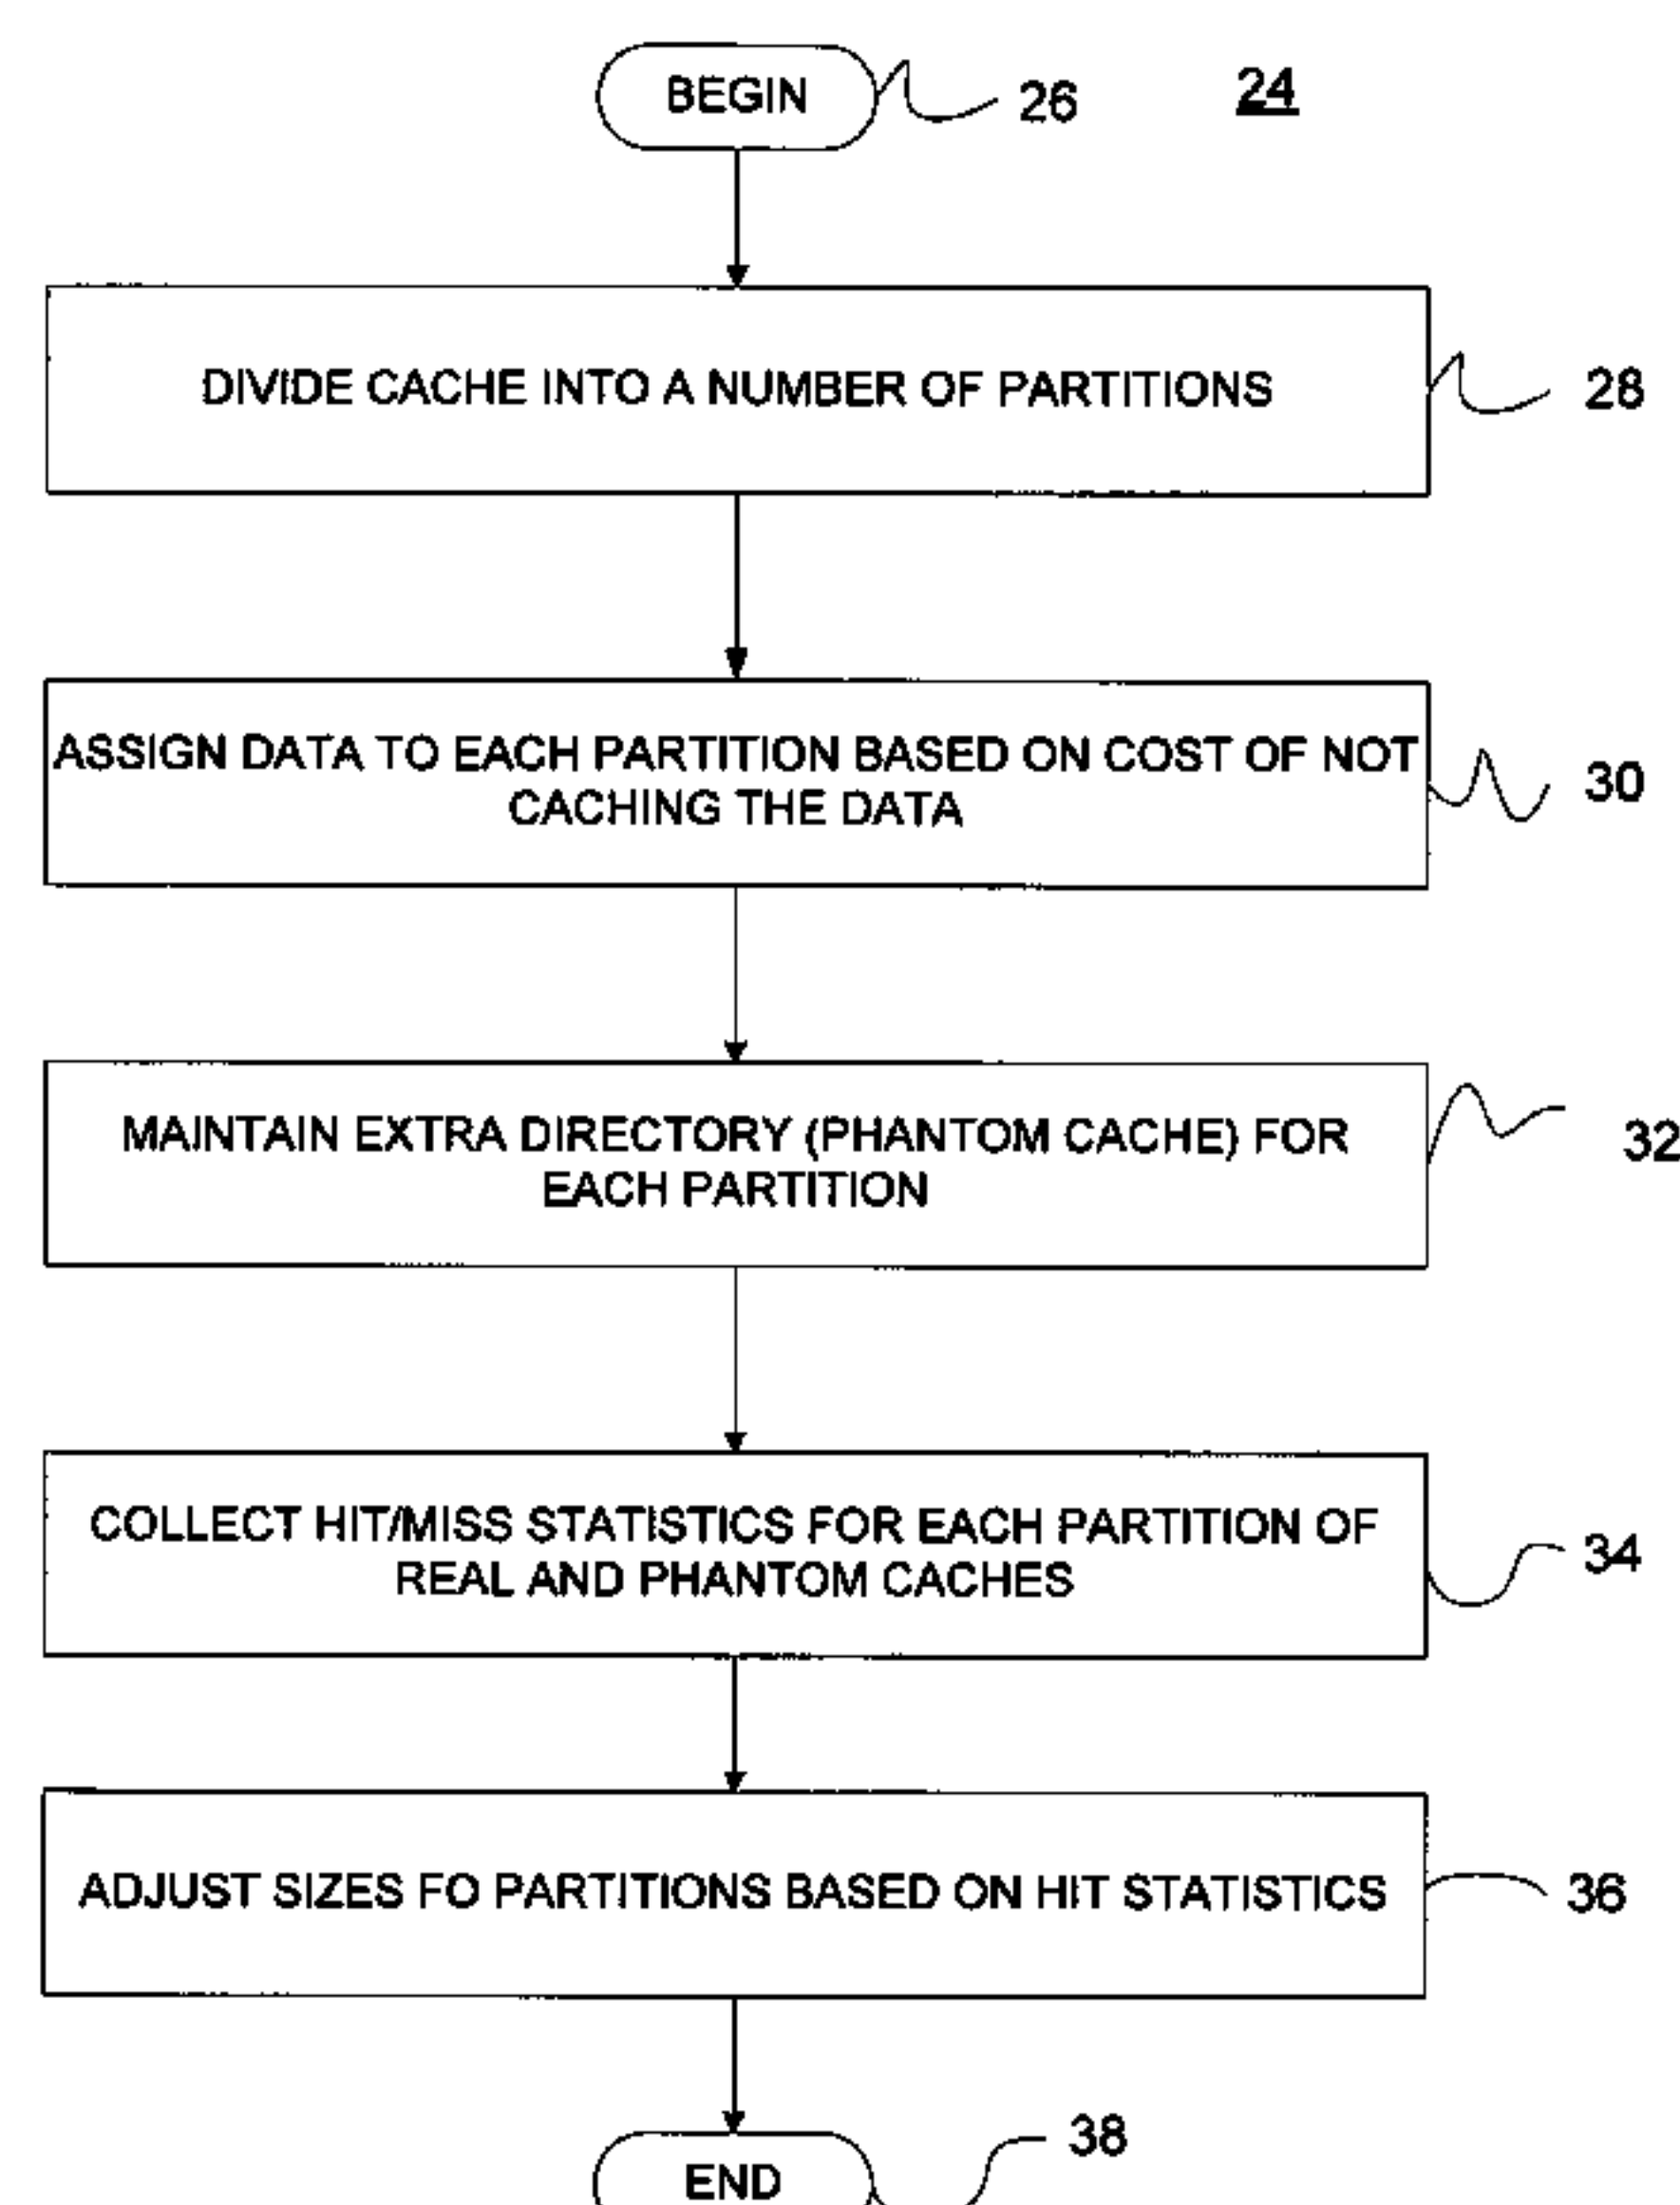 BEGIN
26
24
DIVIDE CACHE INTO A NUMBER OF PARTITIONS
28
ASSIGN DATA TO EACH PARTITION BASED ON COST OF NOT
CACHING THE DATA
30
MAINTAIN EXTRA DIRECTORY (PHANTOM CACHE) FOR
EACH PARTITION
32
COLLECT HIT/MISS STATISTICS FOR EACH PARTITION OF
REAL AND PHANTOM CACHES
34
ADJUST SIZES FO PARTITIONS BASED ON HIT STATISTICS
36
38
END